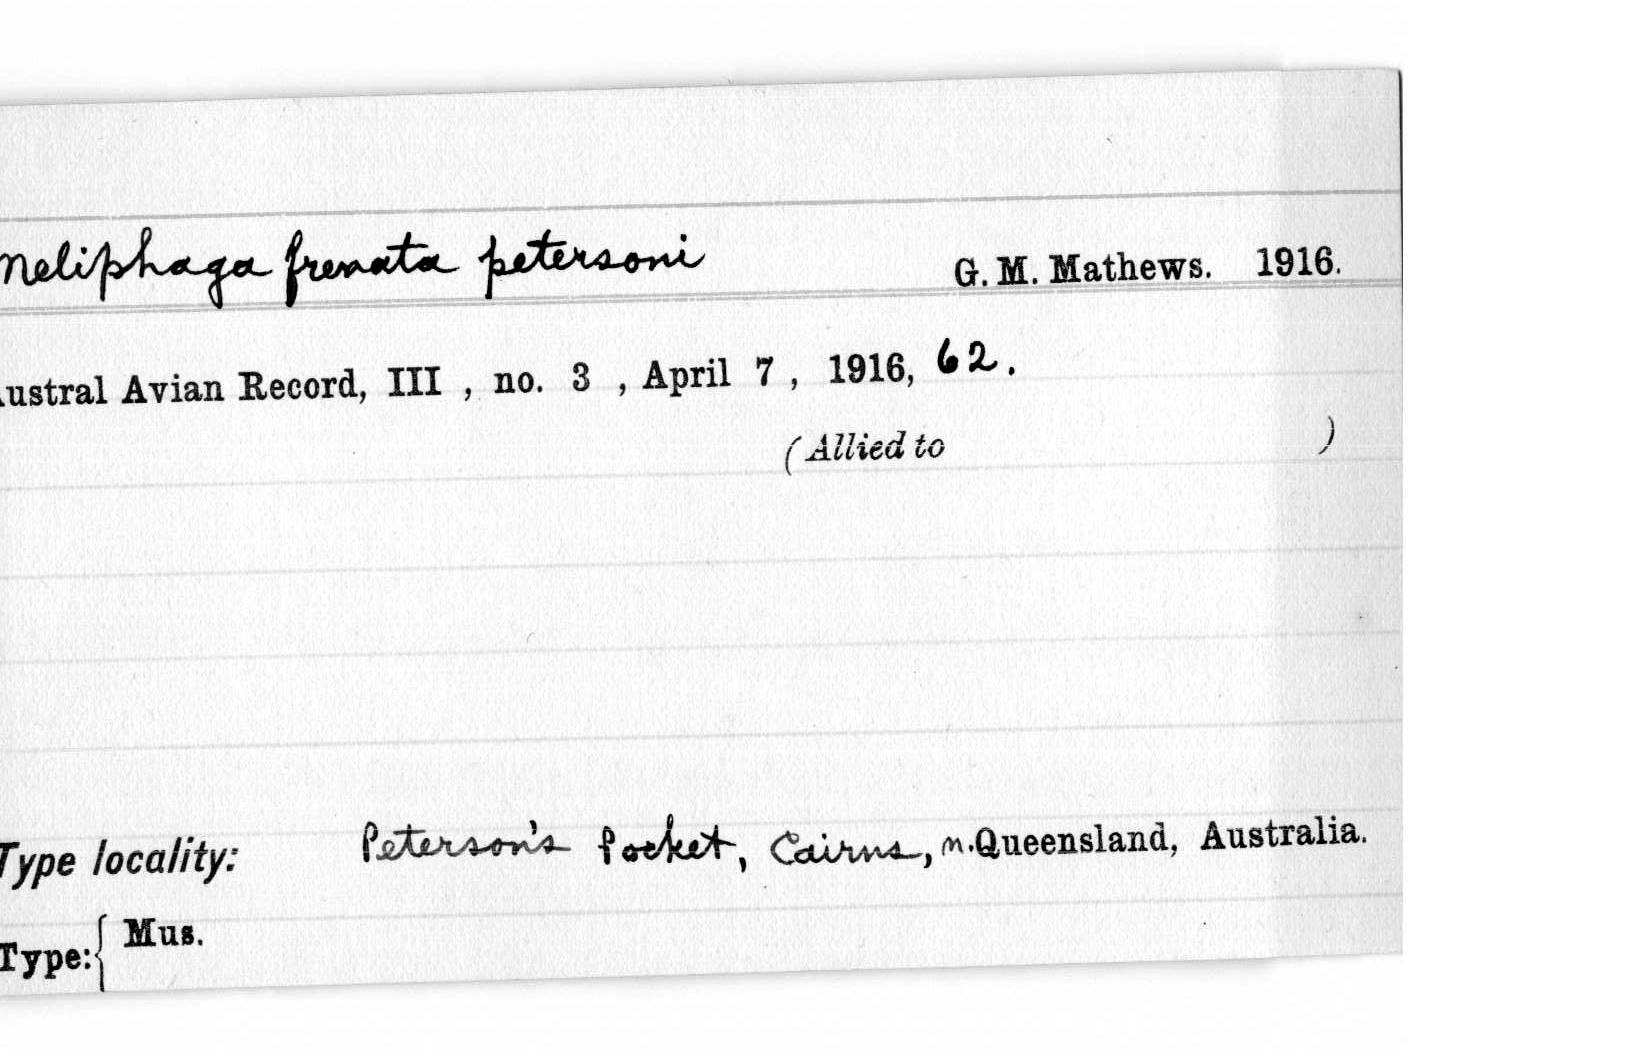 Meliphaga frenata petersoni G. M. Mathews. 1916.
ustral Avian Record, III , no. 3 , April 7 , 1916, 62.
( Allied to )
Type locality: Peterson's Pocket, Cairns, n. Queensland, Australia.
Type: { Mus.